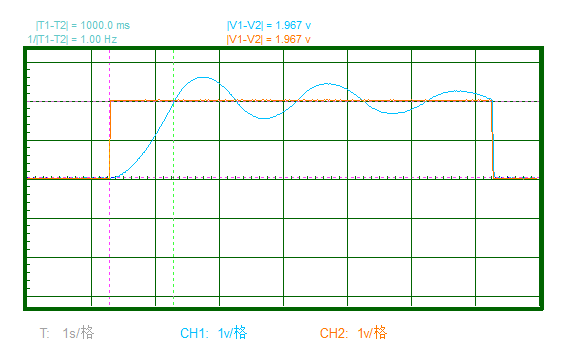 |T1-T2| = 1000.0 ms |V1-V2| = 1.967 v
1/|T1-T2| = 1.00 Hz |V1-V2| = 1.967 v
T: 1s/格 CH1: 1v/格 CH2: 1v/格